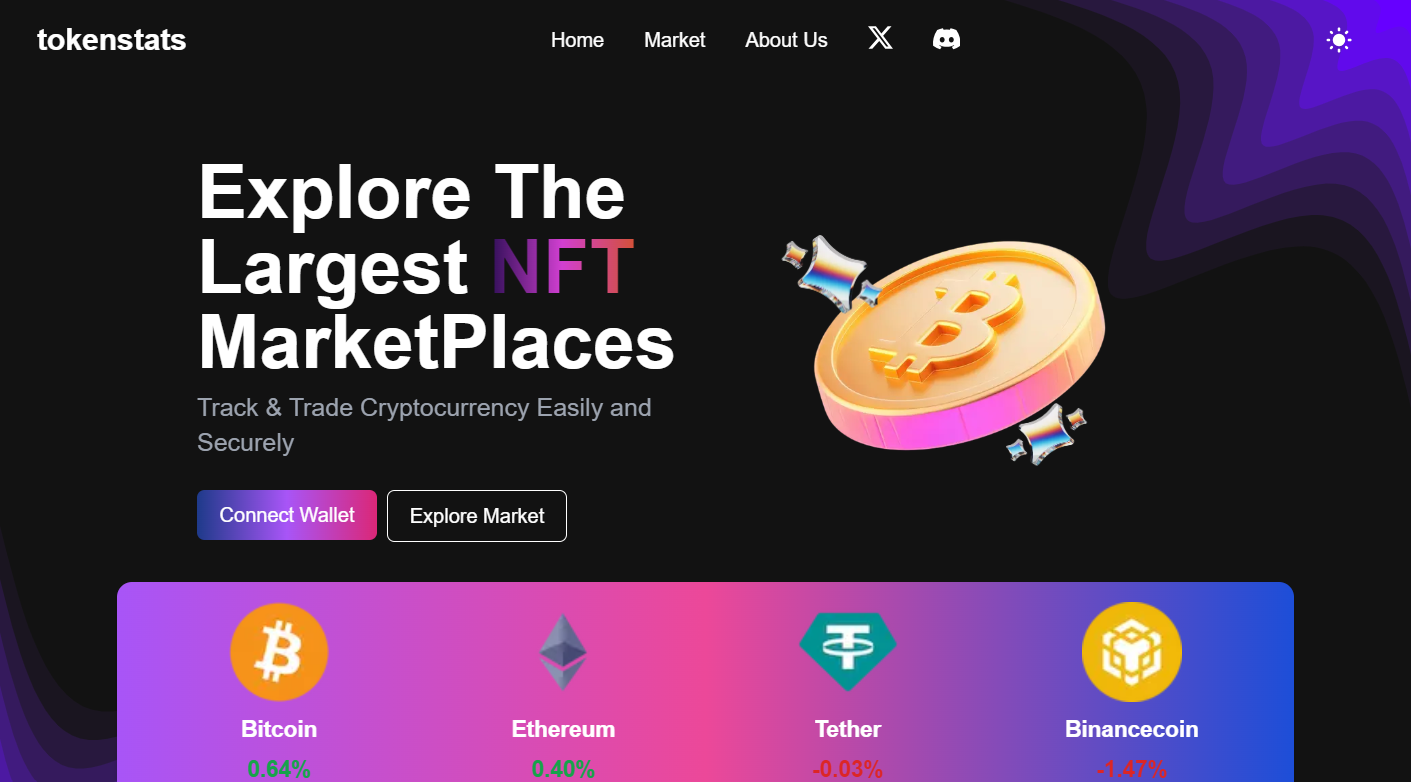 tokenstats
Home Market About Us
Explore The
Largest NFT
MarketPlaces
Track & Trade Cryptocurrency Easily and
Securely
Connect Wallet Explore Market
Bitcoin Ethereum Tether Binancecoin
0.64% 0.40% -0.03% -1.47%